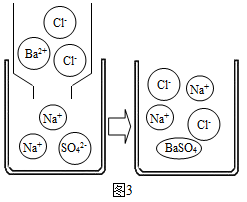 Cl⁻
Ba²⁺
Cl⁻
Na⁺
Na⁺
SO₄²⁻
Cl⁻
Na⁺
Na⁺
Cl⁻
BaSO₄
图3